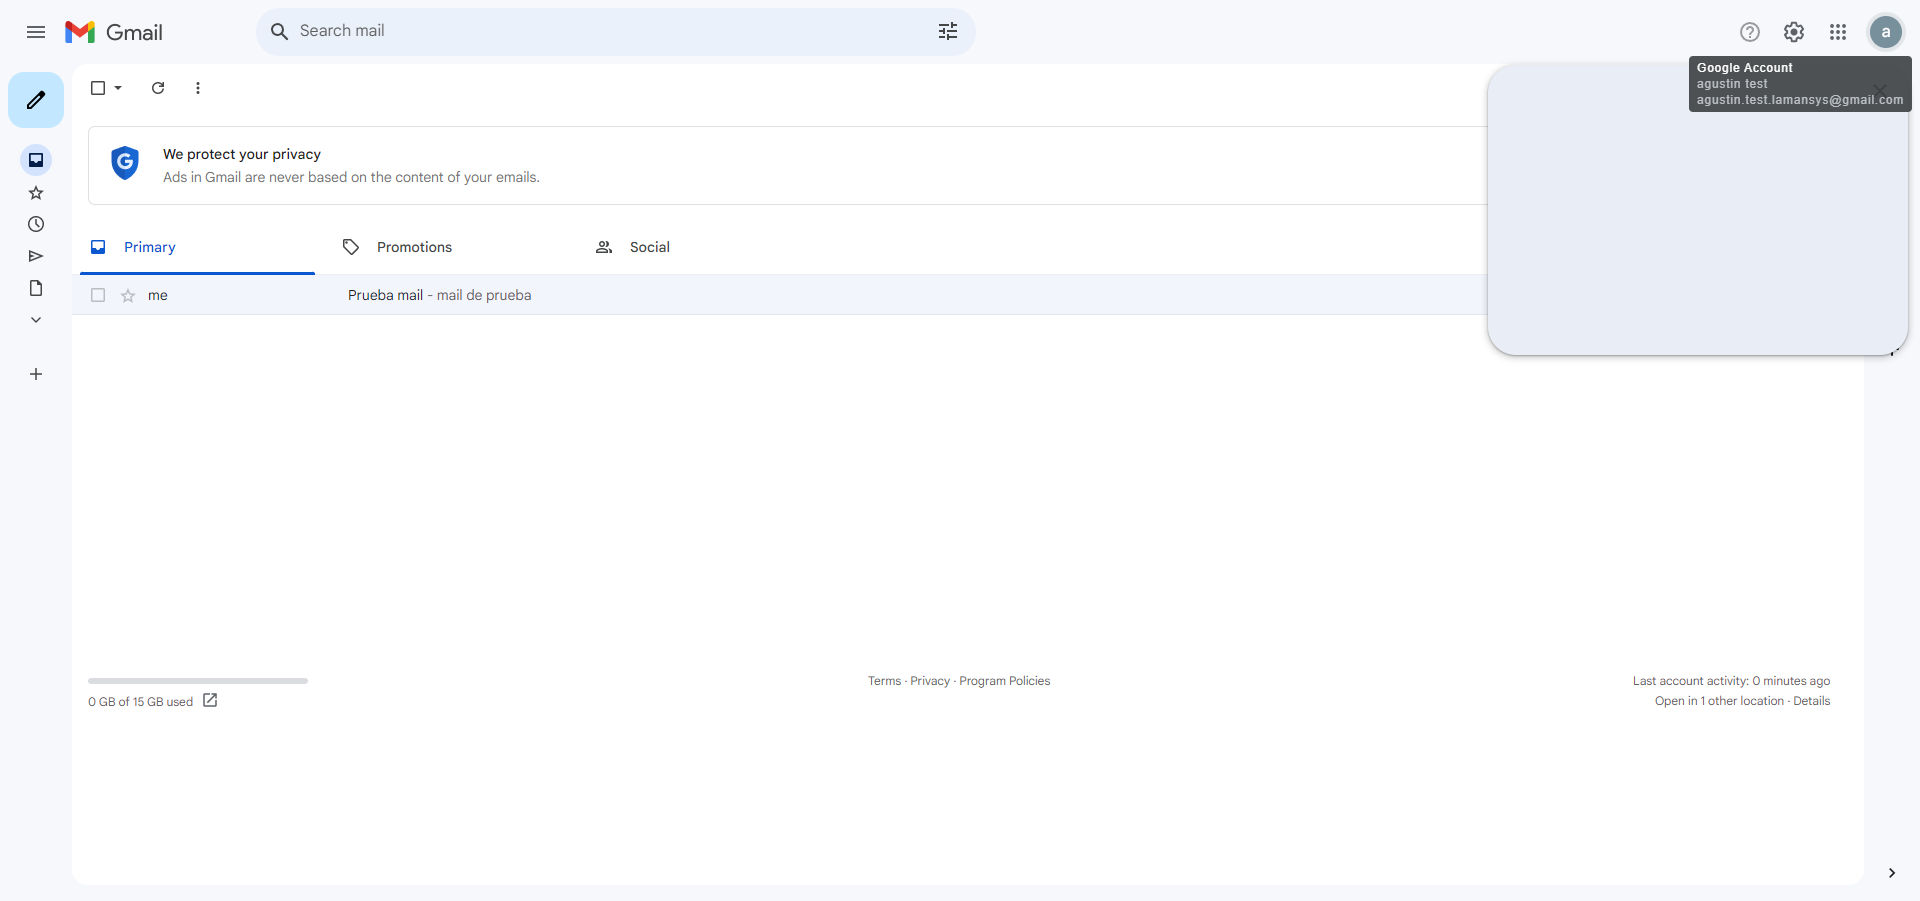 Gmail
Search mail
a
Google Account
agustin test
agustin.test.lamansys@gmail.com
We protect your privacy
Ads in Gmail are never based on the content of your emails.
Primary
Promotions
Social
me
Prueba mail - mail de prueba
0 GB of 15 GB used
Terms · Privacy · Program Policies
Last account activity: 0 minutes ago
Open in 1 other location · Details